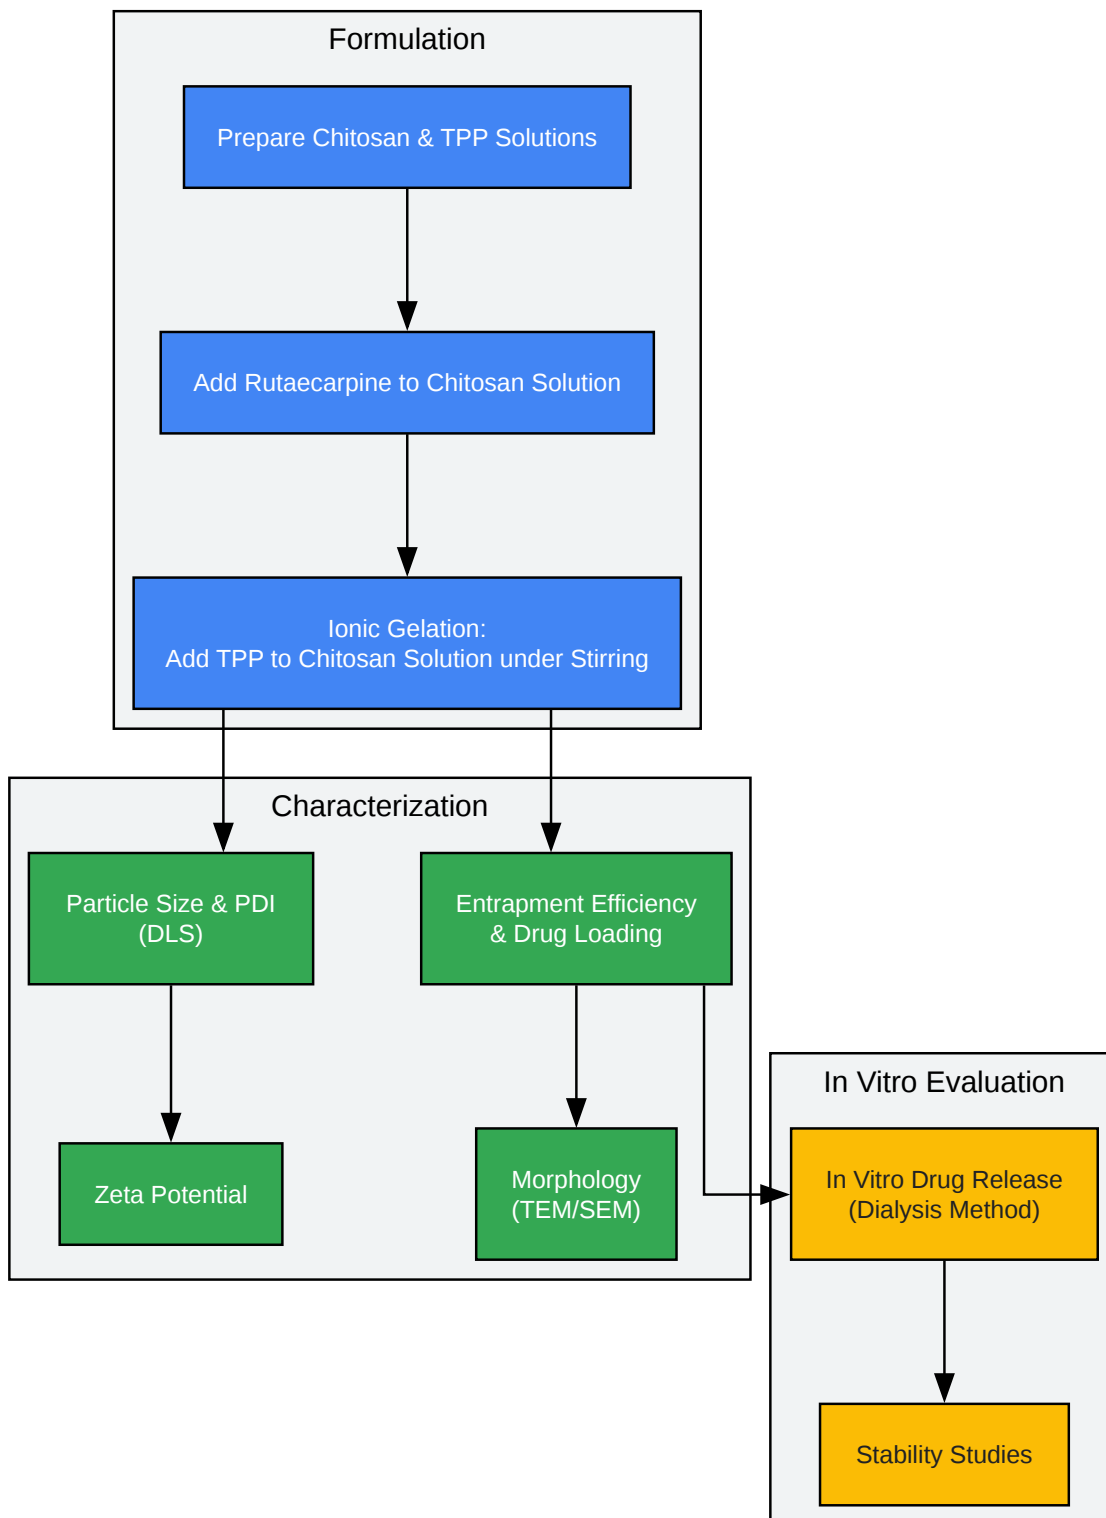 Formulation
Prepare Chitosan & TPP Solutions
Add Rutaecarpine to Chitosan Solution
Ionic Gelation:
Add TPP to Chitosan Solution under Stirring
Characterization
Particle Size & PDI
(DLS)
Entrapment Efficiency
& Drug Loading
Zeta Potential
Morphology
(TEM/SEM)
In Vitro Evaluation
In Vitro Drug Release
(Dialysis Method)
Stability Studies